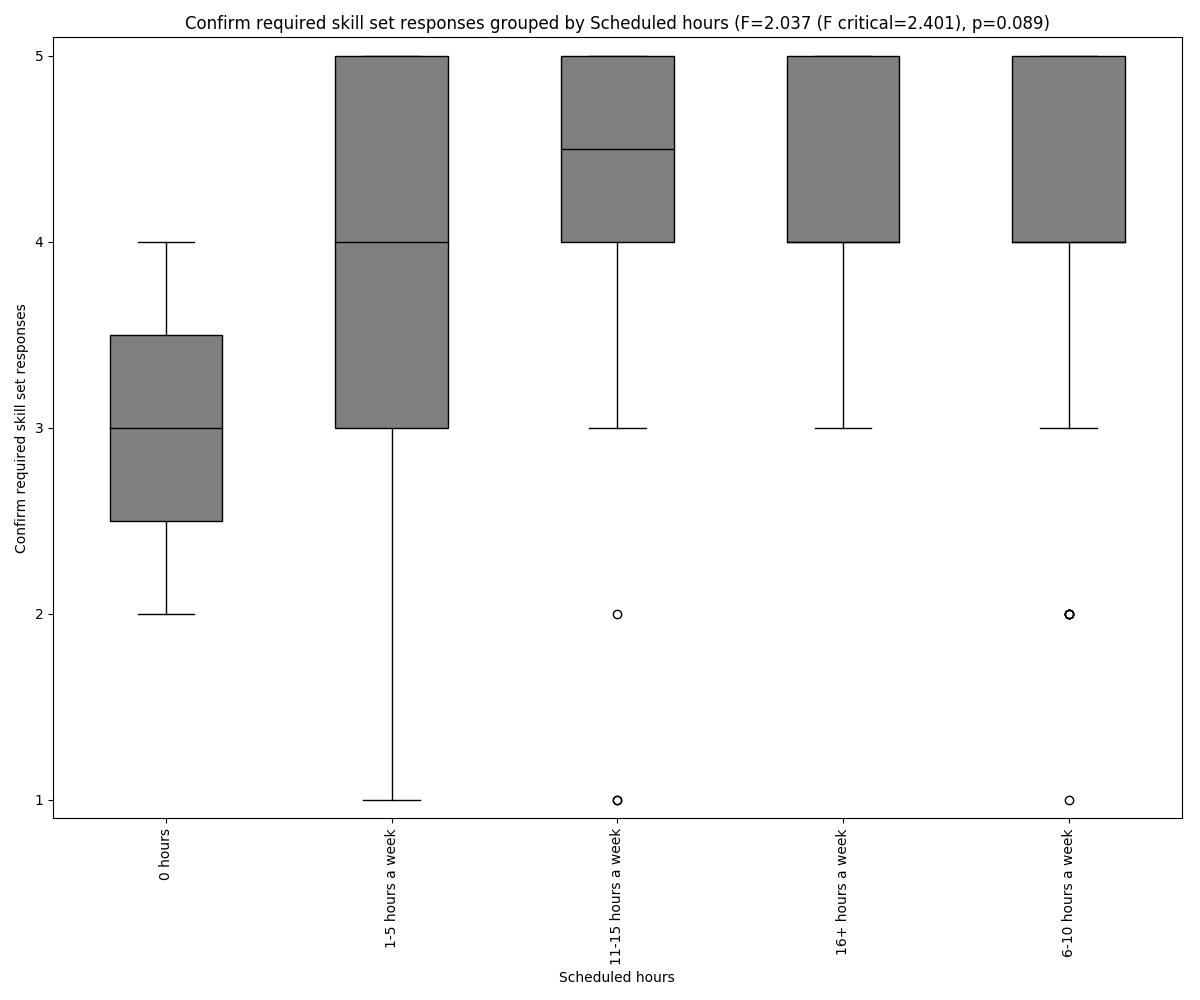 Confirm required skill set responses grouped by Scheduled hours (F=2.037 (F critical=2.401), p=0.089)
Confirm required skill set responses
5
4
3
2
1
0 hours
1-5 hours a week
11-15 hours a week
16+ hours a week
6-10 hours a week
Scheduled hours